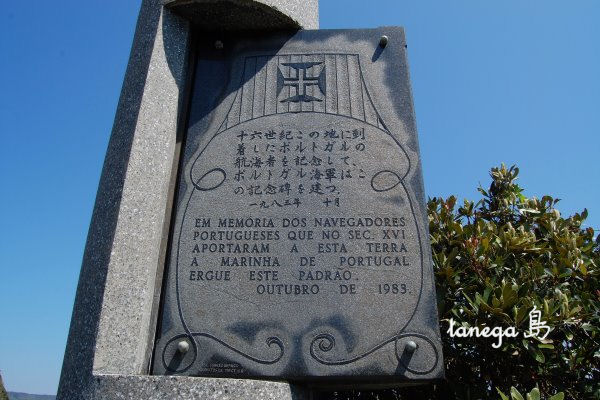 十六世紀この地に到
着したポルトガルの
航海者を記念して、
ポルトガル海軍はこ
の記念碑を建つ。
一九八三年 十月
EM MEMÓRIA DOS NAVEGADORES
PORTUGUESES QUE NO SEC. XVI
APORTARAM A ESTA TERRA
A MARINHA DE PORTUGAL
ERGUE ESTE PADRÃO.
OUTUBRO DE 1983.
tanega 島